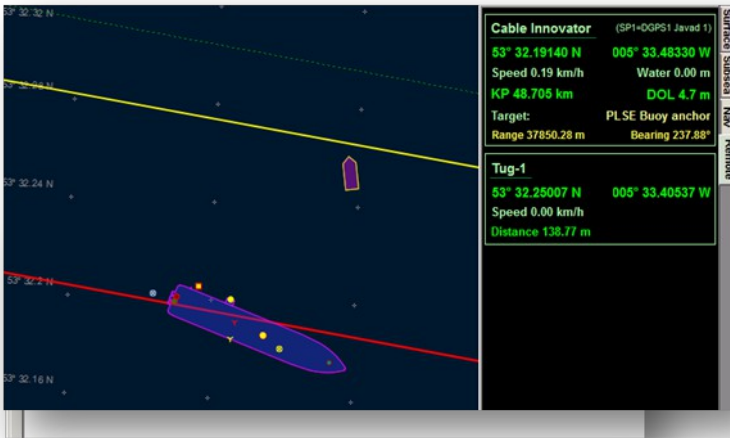 53° 32.32 N
53° 32.28 N
53° 32.24 N
53° 32.2 N
53° 32.16 N
Cable Innovator (SP1=DGPS1 Javad 1)
53° 32.19140 N 005° 33.48330 W
Speed 0.19 km/h Water 0.00 m
KP 48.705 km DOL 4.7 m
Target: PLSE Buoy anchor
Range 37850.28 m Bearing 237.88°
Tug-1
53° 32.25007 N 005° 33.40537 W
Speed 0.00 km/h
Distance 138.77 m
Surface
Subsea
Nav
Remote